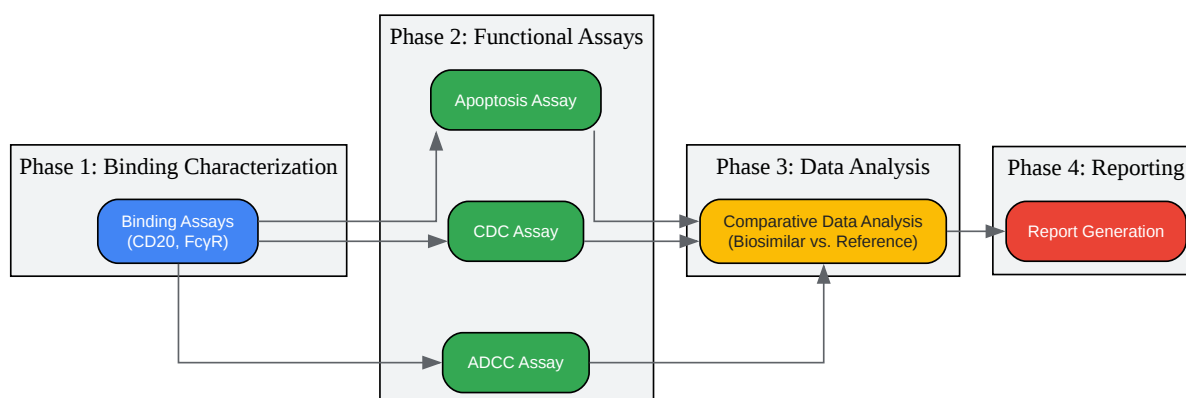 Phase 1: Binding Characterization
Binding Assays
(CD20, FcγR)
Phase 2: Functional Assays
Apoptosis Assay
CDC Assay
ADCC Assay
Phase 3: Data Analysis
Comparative Data Analysis
(Biosimilar vs. Reference)
Phase 4: Reporting
Report Generation